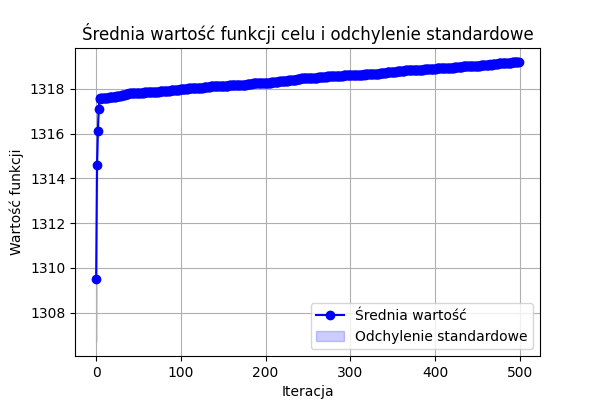 Średnia wartość funkcji celu i odchylenie standardowe
Wartość funkcji
1318
1316
1314
1312
1310
1308
0 100 200 300 400 500
Iteracja
Średnia wartość
Odchylenie standardowe